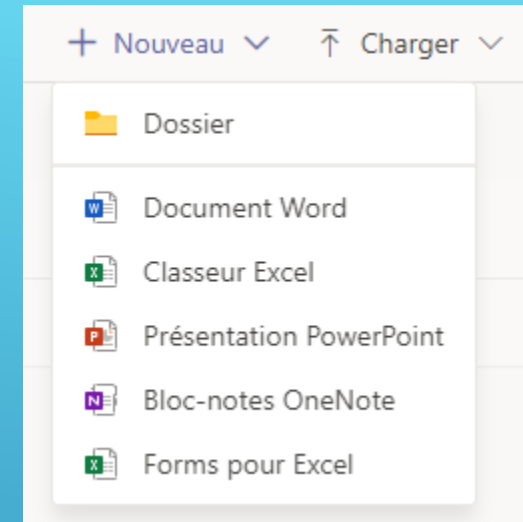 + Nouveau Charger
Dossier
Document Word
Classeur Excel
Présentation PowerPoint
Bloc-notes OneNote
Forms pour Excel